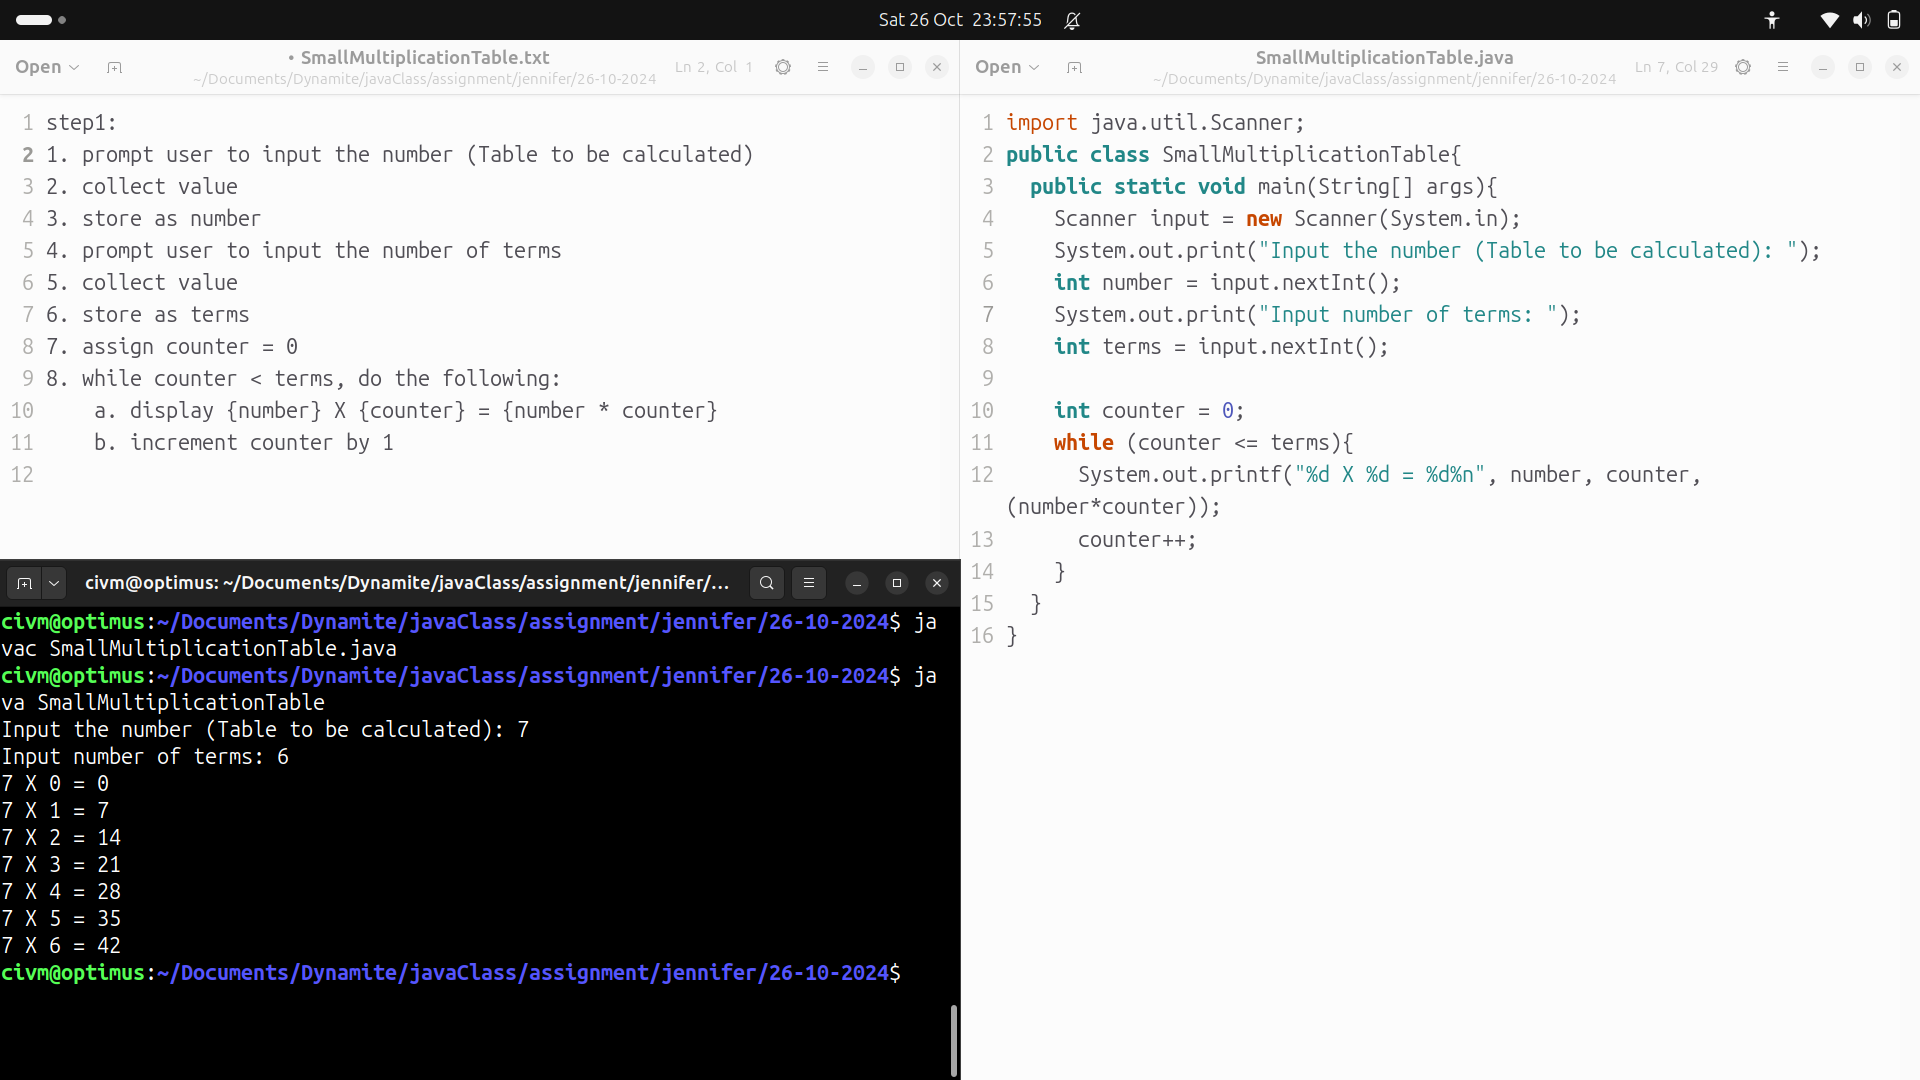 Sat 26 Oct 23:57:55
Open
• SmallMultiplicationTable.txt
~/Documents/Dynamite/javaClass/assignment/jennifer/26-10-2024
Ln 2, Col 1
1 step1:
2 1. prompt user to input the number (Table to be calculated)
3 2. collect value
4 3. store as number
5 4. prompt user to input the number of terms
6 5. collect value
7 6. store as terms
8 7. assign counter = 0
9 8. while counter < terms, do the following:
10     a. display {number} X {counter} = {number * counter}
11     b. increment counter by 1
12
Open
SmallMultiplicationTable.java
~/Documents/Dynamite/javaClass/assignment/jennifer/26-10-2024
Ln 7, Col 29
1 import java.util.Scanner;
2 public class SmallMultiplicationTable{
3   public static void main(String[] args){
4     Scanner input = new Scanner(System.in);
5     System.out.print("Input the number (Table to be calculated): ");
6     int number = input.nextInt();
7     System.out.print("Input number of terms: ");
8     int terms = input.nextInt();
9
10     int counter = 0;
11     while (counter <= terms){
12       System.out.printf("%d X %d = %d%n", number, counter,
(number*counter));
13       counter++;
14     }
15   }
16 }
civm@optimus: ~/Documents/Dynamite/javaClass/assignment/jennifer/...
civm@optimus:~/Documents/Dynamite/javaClass/assignment/jennifer/26-10-2024$ ja
vac SmallMultiplicationTable.java
civm@optimus:~/Documents/Dynamite/javaClass/assignment/jennifer/26-10-2024$ ja
va SmallMultiplicationTable
Input the number (Table to be calculated): 7
Input number of terms: 6
7 X 0 = 0
7 X 1 = 7
7 X 2 = 14
7 X 3 = 21
7 X 4 = 28
7 X 5 = 35
7 X 6 = 42
civm@optimus:~/Documents/Dynamite/javaClass/assignment/jennifer/26-10-2024$